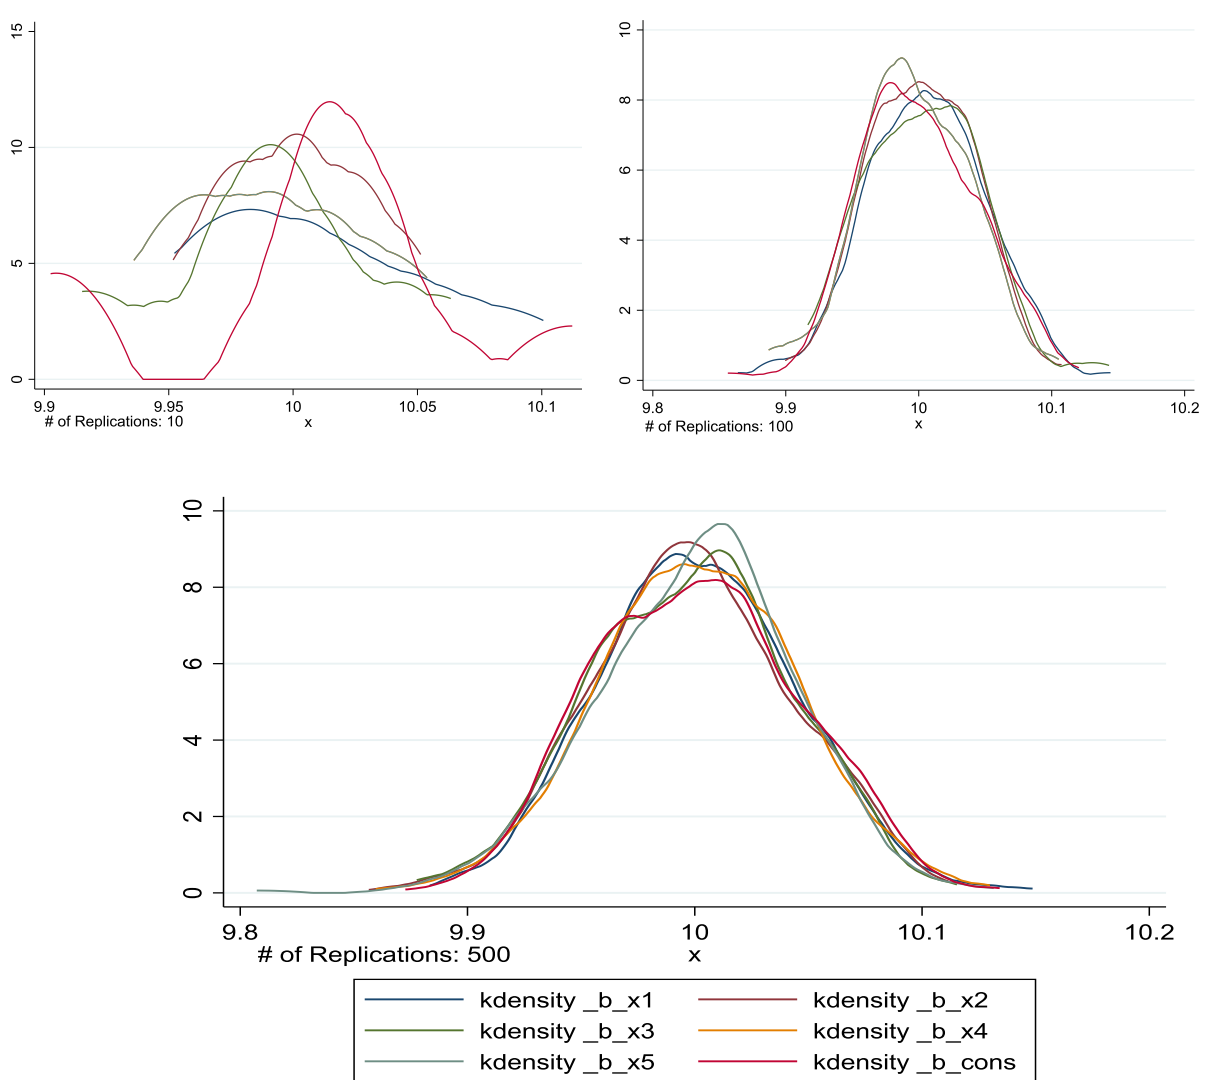 15
10
5
0
9.9 9.95 10 10.05 10.1
# of Replications: 10 x
10
8
6
4
2
0
9.8 9.9 10 10.1 10.2
# of Replications: 100 x
10
8
6
4
2
0
9.8 9.9 10 10.1 10.2
# of Replications: 500 x
kdensity _b_x1 kdensity _b_x2
kdensity _b_x3 kdensity _b_x4
kdensity _b_x5 kdensity _b_cons